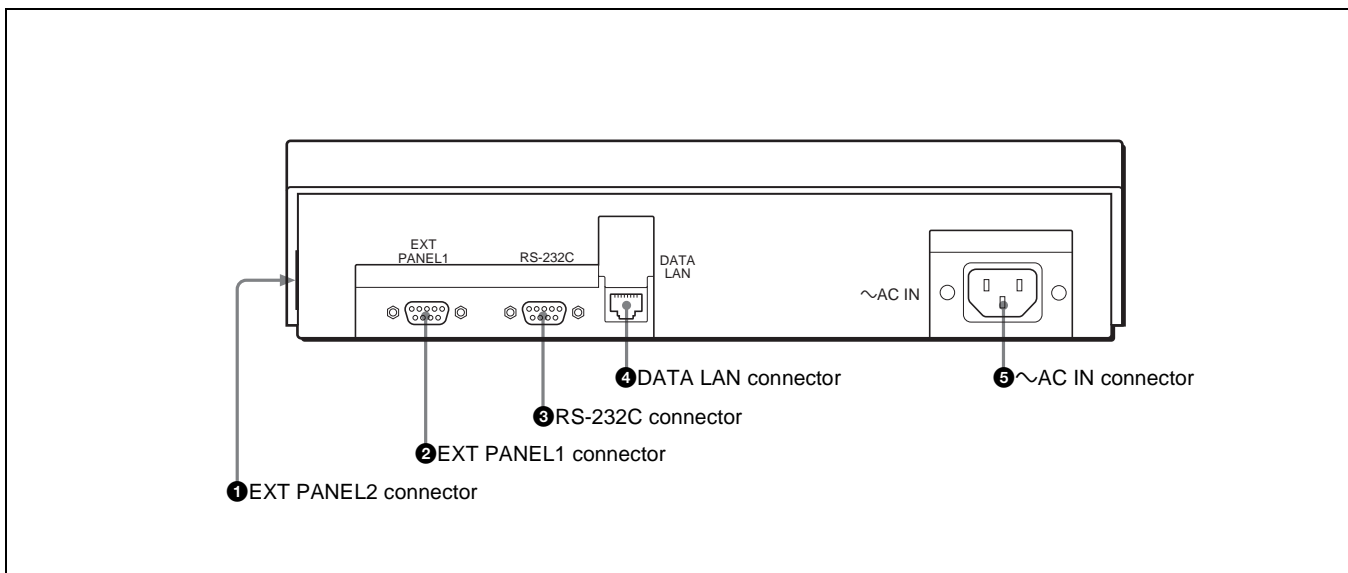 EXT
PANEL1
RS-232C
DATA
LAN
～AC IN
❹DATA LAN connector
❺～AC IN connector
❸RS-232C connector
❷EXT PANEL1 connector
❶EXT PANEL2 connector